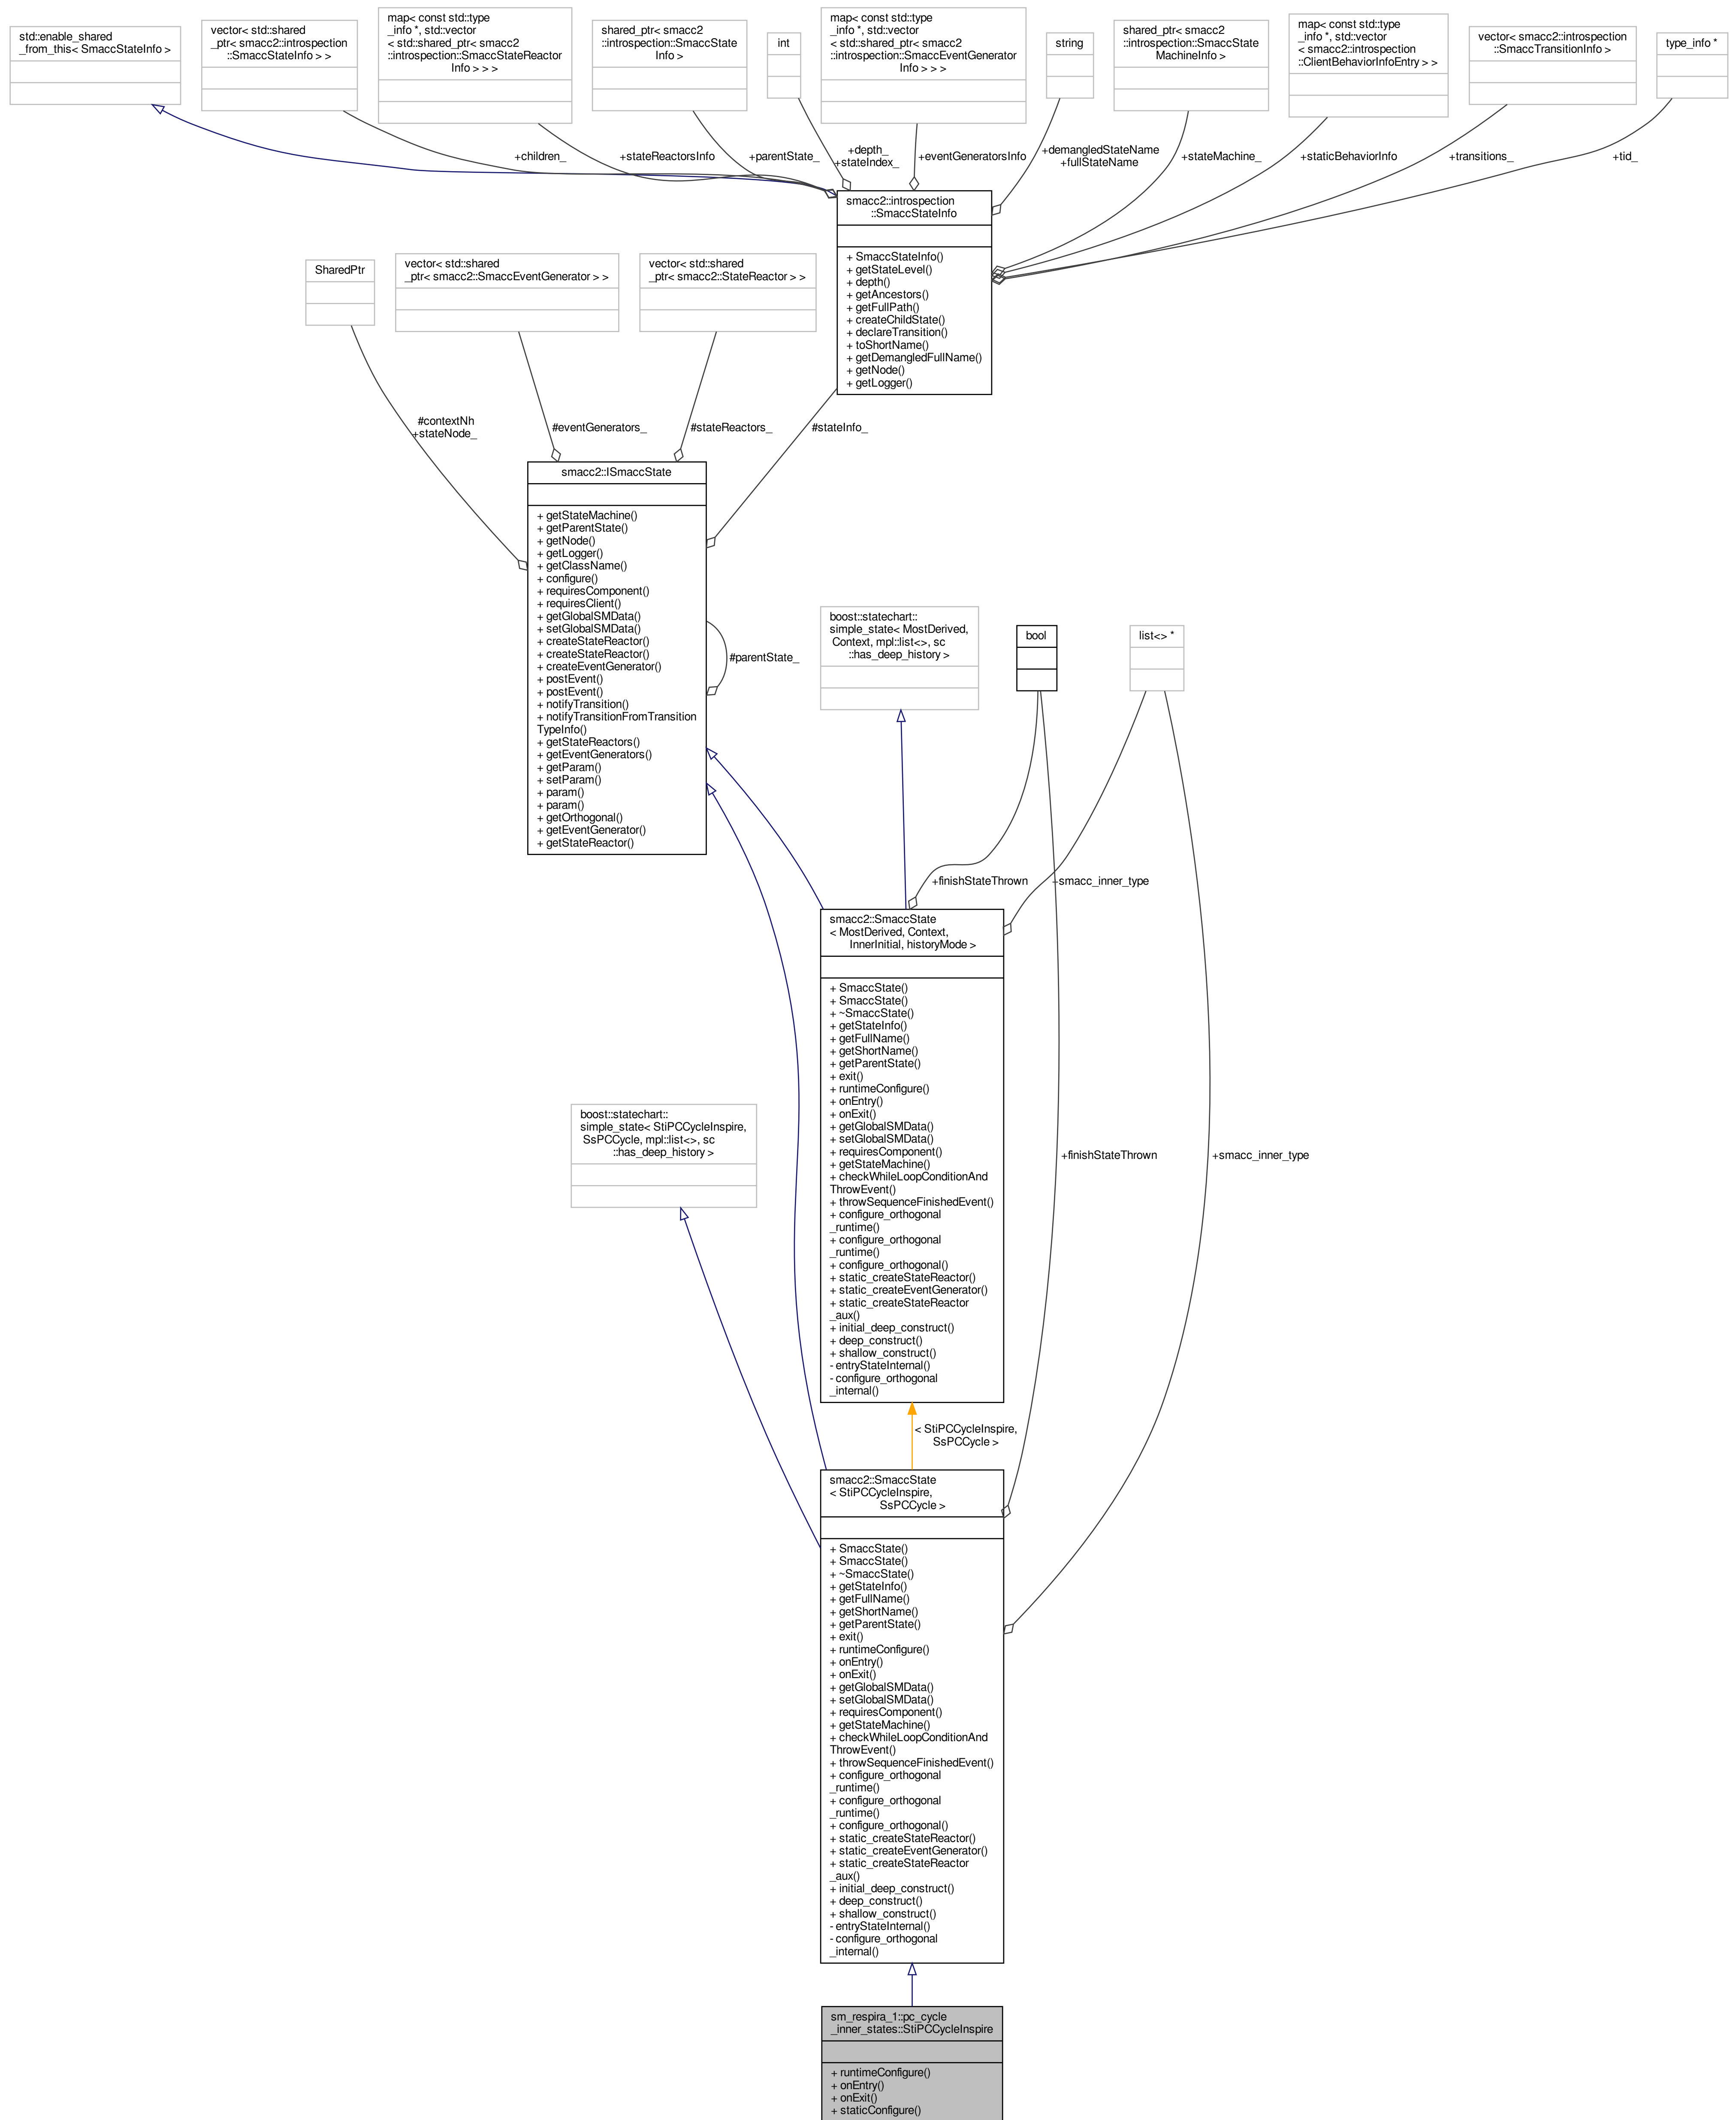 std::enable_shared
_from_this< SmaccStateInfo >
vector< std::shared
_ptr< smacc2::introspection
::SmaccStateInfo > >
map< const std::type
_info *, std::vector
< std::shared_ptr< smacc2
::introspection::SmaccStateReactor
Info > > >
shared_ptr< smacc2
::introspection::SmaccState
Info >
int
map< const std::type
_info *, std::vector
< std::shared_ptr< smacc2
::introspection::SmaccEventGenerator
Info > > >
string
shared_ptr< smacc2
::introspection::SmaccState
MachineInfo >
map< const std::type
_info *, std::vector
< smacc2::introspection
::ClientBehaviorInfoEntry > >
vector< smacc2::introspection
::SmaccTransitionInfo >
type_info *
+children_
+stateReactorsInfo
+parentState_
+depth_
+stateIndex_
+eventGeneratorsInfo
+demangledStateName
+fullStateName
+stateMachine_
+staticBehaviorInfo
+transitions_
+tid_
smacc2::introspection
::SmaccStateInfo
+ SmaccStateInfo()
+ getStateLevel()
+ depth()
+ getAncestors()
+ getFullPath()
+ createChildState()
+ declareTransition()
+ toShortName()
+ getDemangledFullName()
+ getNode()
+ getLogger()
SharedPtr
vector< std::shared
_ptr< smacc2::SmaccEventGenerator > >
vector< std::shared
_ptr< smacc2::StateReactor > >
#contextNh
+stateNode_
#eventGenerators_
#stateReactors_
#stateInfo_
smacc2::ISmaccState
+ getStateMachine()
+ getParentState()
+ getNode()
+ getLogger()
+ getClassName()
+ configure()
+ requiresComponent()
+ requiresClient()
+ getGlobalSMData()
+ setGlobalSMData()
+ createStateReactor()
+ createStateReactor()
+ createEventGenerator()
+ postEvent()
+ postEvent()
+ notifyTransition()
+ notifyTransitionFromTransition
TypeInfo()
+ getStateReactors()
+ getEventGenerators()
+ getParam()
+ setParam()
+ param()
+ param()
+ getOrthogonal()
+ getEventGenerator()
+ getStateReactor()
#parentState_
boost::statechart::
simple_state< MostDerived,
Context, mpl::list<>, sc
::has_deep_history >
bool
list<> *
+finishStateThrown
+smacc_inner_type
smacc2::SmaccState
< MostDerived, Context,
InnerInitial, historyMode >
+ SmaccState()
+ SmaccState()
+ ~SmaccState()
+ getStateInfo()
+ getFullName()
+ getShortName()
+ getParentState()
+ exit()
+ runtimeConfigure()
+ onEntry()
+ onExit()
+ getGlobalSMData()
+ setGlobalSMData()
+ requiresComponent()
+ getStateMachine()
+ checkWhileLoopConditionAnd
ThrowEvent()
+ throwSequenceFinishedEvent()
+ configure_orthogonal
_runtime()
+ configure_orthogonal
_runtime()
+ configure_orthogonal()
+ static_createStateReactor()
+ static_createEventGenerator()
+ static_createStateReactor
_aux()
+ initial_deep_construct()
+ deep_construct()
+ shallow_construct()
- entryStateInternal()
- configure_orthogonal
_internal()
boost::statechart::
simple_state< StiPCCycleInspire,
SsPCCycle, mpl::list<>, sc
::has_deep_history >
+finishStateThrown
+smacc_inner_type
< StiPCCycleInspire,
SsPCCycle >
smacc2::SmaccState
< StiPCCycleInspire,
SsPCCycle >
+ SmaccState()
+ SmaccState()
+ ~SmaccState()
+ getStateInfo()
+ getFullName()
+ getShortName()
+ getParentState()
+ exit()
+ runtimeConfigure()
+ onEntry()
+ onExit()
+ getGlobalSMData()
+ setGlobalSMData()
+ requiresComponent()
+ getStateMachine()
+ checkWhileLoopConditionAnd
ThrowEvent()
+ throwSequenceFinishedEvent()
+ configure_orthogonal
_runtime()
+ configure_orthogonal
_runtime()
+ configure_orthogonal()
+ static_createStateReactor()
+ static_createEventGenerator()
+ static_createStateReactor
_aux()
+ initial_deep_construct()
+ deep_construct()
+ shallow_construct()
- entryStateInternal()
- configure_orthogonal
_internal()
sm_respira_1::pc_cycle
_inner_states::StiPCCycleInspire
+ runtimeConfigure()
+ onEntry()
+ onExit()
+ staticConfigure()